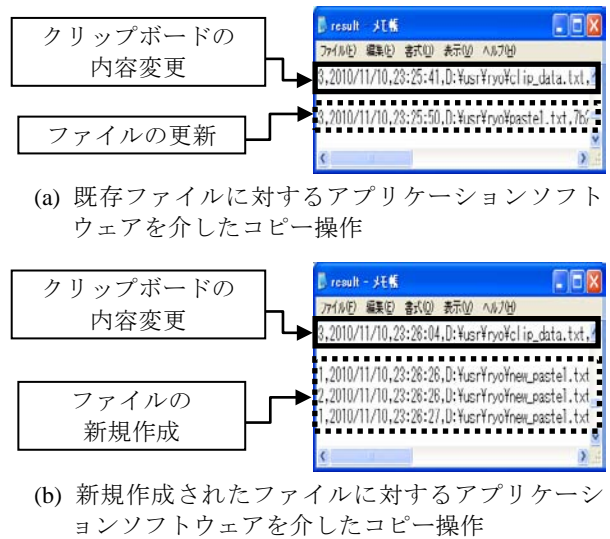 クリップボードの
内容変更
ファイルの更新
result - メモ帳
ファイル(F) 編集(E) 書式(O) 表示(V) ヘルプ(H)
3,2010/11/10,23:25:41,D:¥usr¥ryo¥clip_data.txt,
3,2010/11/10,23:25:50,D:¥usr¥ryo¥paste1.txt,7b
(a) 既存ファイルに対するアプリケーションソフト
ウェアを介したコピー操作
クリップボードの
内容変更
ファイルの
新規作成
result - メモ帳
ファイル(F) 編集(E) 書式(O) 表示(V) ヘルプ(H)
3,2010/11/10,23:26:04,D:¥usr¥ryo¥clip_data.txt,
1,2010/11/10,23:26:26,D:¥usr¥ryo¥new_paste1.txt
2,2010/11/10,23:26:26,D:¥usr¥ryo¥new_paste1.txt
1,2010/11/10,23:26:27,D:¥usr¥ryo¥new_paste1.txt
(b) 新規作成されたファイルに対するアプリケーシ
ョンソフトウェアを介したコピー操作